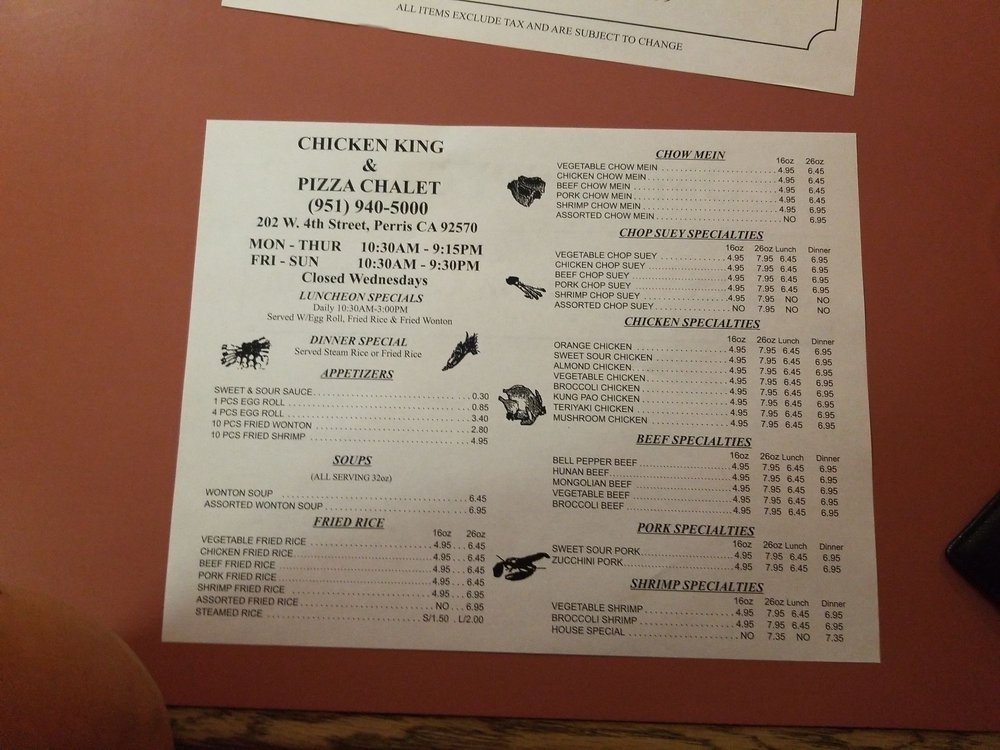 ALL ITEMS EXCLUDE TAX AND ARE SUBJECT TO CHANGE
CHICKEN KING
&
PIZZA CHALET
(951) 940-5000
202 W. 4th Street, Perris CA 92570
MON - THUR 10:30AM - 9:15PM
FRI - SUN 10:30AM - 9:30PM
Closed Wednesdays
LUNCHEON SPECIALS
Daily 10:30AM-3:00PM
Served W/Egg Roll, Fried Rice & Fried Wonton
DINNER SPECIAL
Served Steam Rice or Fried Rice
APPETIZERS
SWEET & SOUR SAUCE 0.30
1 PCS EGG ROLL 0.85
4 PCS EGG ROLL 3.40
10 PCS FRIED WONTON 2.80
10 PCS FRIED SHRIMP 4.95
SOUPS
(ALL SERVING 32oz)
WONTON SOUP 6.45
ASSORTED WONTON SOUP 6.95
FRIED RICE
16oz 26oz
VEGETABLE FRIED RICE 4.95 6.45
CHICKEN FRIED RICE 4.95 6.45
BEEF FRIED RICE 4.95 6.45
PORK FRIED RICE 4.95 6.45
SHRIMP FRIED RICE 4.95 6.95
ASSORTED FRIED RICE NO 6.95
STEAMED RICE S/1.50 L/2.00
CHOW MEIN
16oz 26oz
VEGETABLE CHOW MEIN 4.95 6.45
CHICKEN CHOW MEIN 4.95 6.45
BEEF CHOW MEIN 4.95 6.45
PORK CHOW MEIN 4.95 6.45
SHRIMP CHOW MEIN 4.95 6.95
ASSORTED CHOW MEIN NO 6.95
CHOP SUEY SPECIALTIES
16oz 26oz Lunch Dinner
VEGETABLE CHOP SUEY 4.95 7.95 6.45 6.95
CHICKEN CHOP SUEY 4.95 7.95 6.45 6.95
BEEF CHOP SUEY 4.95 7.95 6.45 6.95
PORK CHOP SUEY 4.95 7.95 6.45 6.95
SHRIMP CHOP SUEY 4.95 7.95 NO NO
ASSORTED CHOP SUEY NO 7.95 NO NO
CHICKEN SPECIALTIES
16oz 26oz Lunch Dinner
ORANGE CHICKEN 4.95 7.95 6.45 6.95
SWEET SOUR CHICKEN 4.95 7.95 6.45 6.95
ALMOND CHICKEN 4.95 7.95 6.45 6.95
VEGETABLE CHICKEN 4.95 7.95 6.45 6.95
BROCCOLI CHICKEN 4.95 7.95 6.45 6.95
KUNG PAO CHICKEN 4.95 7.95 6.45 6.95
TERIYAKI CHICKEN 4.95 7.95 6.45 6.95
MUSHROOM CHICKEN 4.95 7.95 6.45 6.95
BEEF SPECIALTIES
16oz 26oz Lunch Dinner
BELL PEPPER BEEF 4.95 7.95 6.45 6.95
HUNAN BEEF 4.95 7.95 6.45 6.95
MONGOLIAN BEEF 4.95 7.95 6.45 6.95
VEGETABLE BEEF 4.95 7.95 6.45 6.95
BROCCOLI BEEF 4.95 7.95 6.45 6.95
PORK SPECIALTIES
16oz 26oz Lunch Dinner
SWEET SOUR PORK 4.95 7.95 6.45 6.95
ZUCCHINI PORK 4.95 7.95 6.45 6.95
SHRIMP SPECIALTIES
16oz 26oz Lunch Dinner
VEGETABLE SHRIMP 4.95 7.95 6.45 6.95
BROCCOLI SHRIMP 4.95 7.95 6.45 6.95
HOUSE SPECIAL NO 7.35 NO 7.35